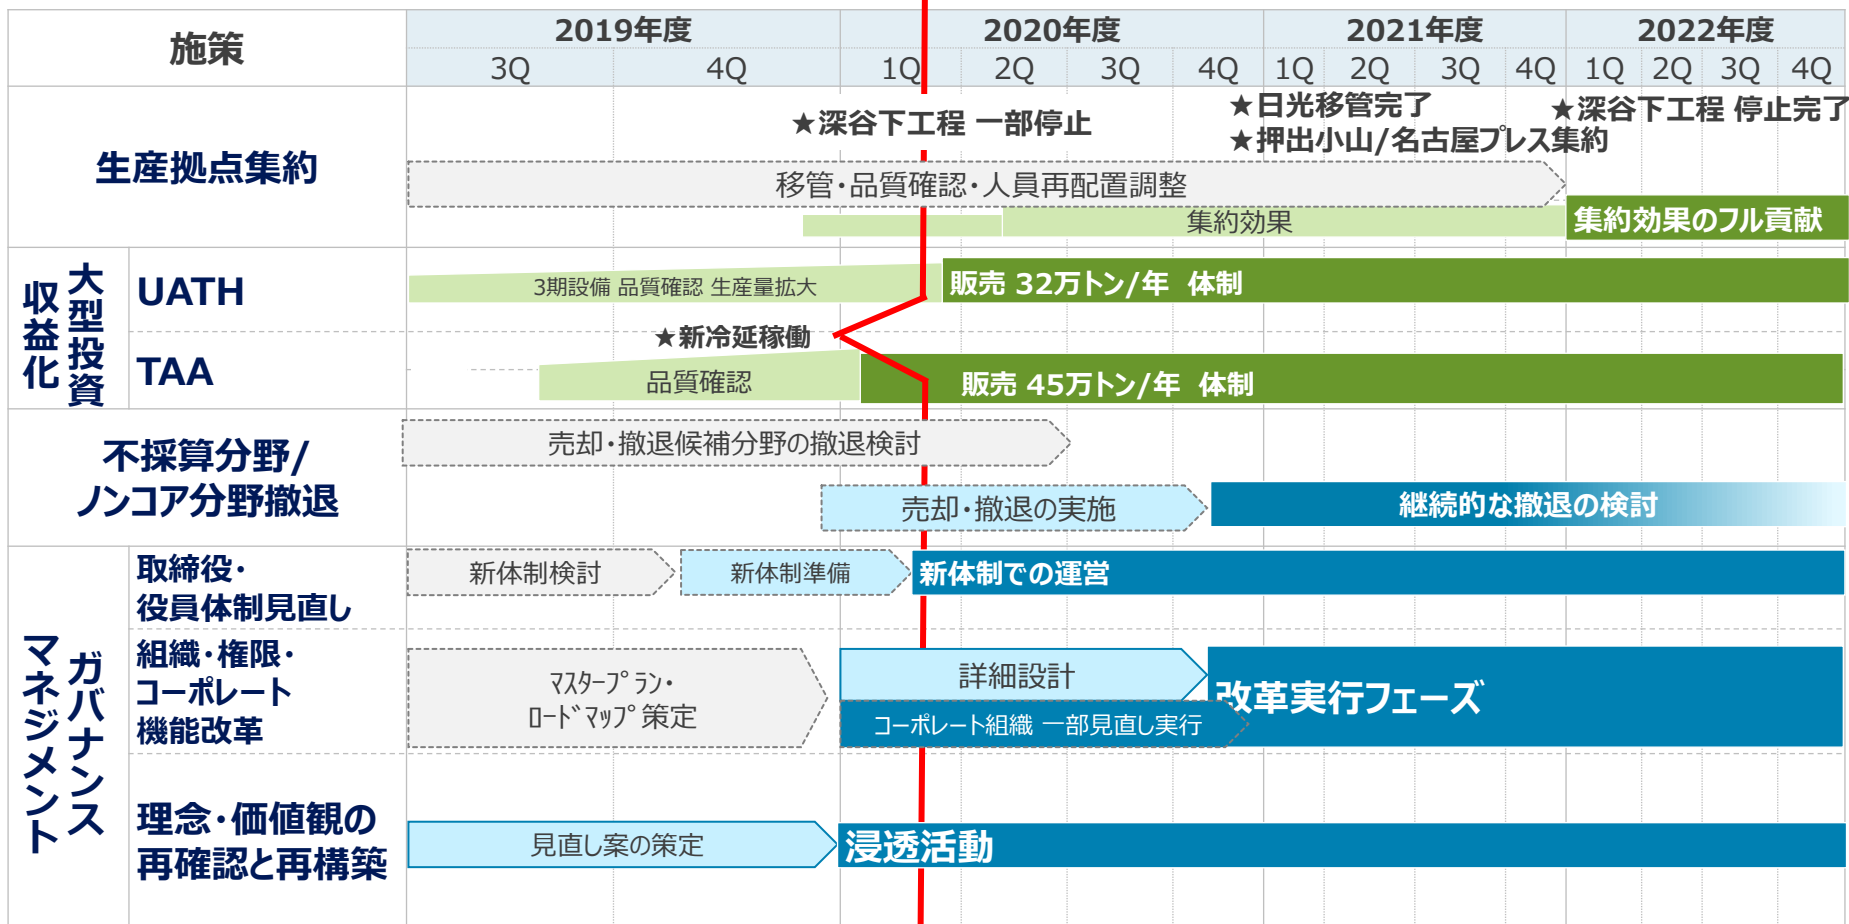 施策
2019年度
2020年度
2021年度
2022年度
3Q
4Q
1Q
2Q
3Q
4Q
1Q
2Q
3Q
4Q
1Q
2Q
3Q
4Q
生産拠点集約
★深谷下工程 一部停止
★日光移管完了
★押出小山/名古屋プレス集約
★深谷下工程 停止完了
移管・品質確認・人員再配置調整
集約効果
集約効果のフル貢献
大型投資
収益化
UATH
3期設備 品質確認 生産量拡大
販売 32万トン/年 体制
★新冷延稼働
TAA
品質確認
販売 45万トン/年 体制
不採算分野/
ノンコア分野撤退
売却・撤退候補分野の撤退検討
売却・撤退の実施
継続的な撤退の検討
ガバナンス
マネジメント
取締役・
役員体制見直し
新体制検討
新体制準備
新体制での運営
組織・権限・
コーポレート
機能改革
ﾏｽﾀｰﾌﾟﾗﾝ・
ﾛｰﾄﾞﾏｯﾌﾟ策定
詳細設計
コーポレート組織 一部見直し実行
改革実行フェーズ
理念・価値観の
再確認と再構築
見直し案の策定
浸透活動